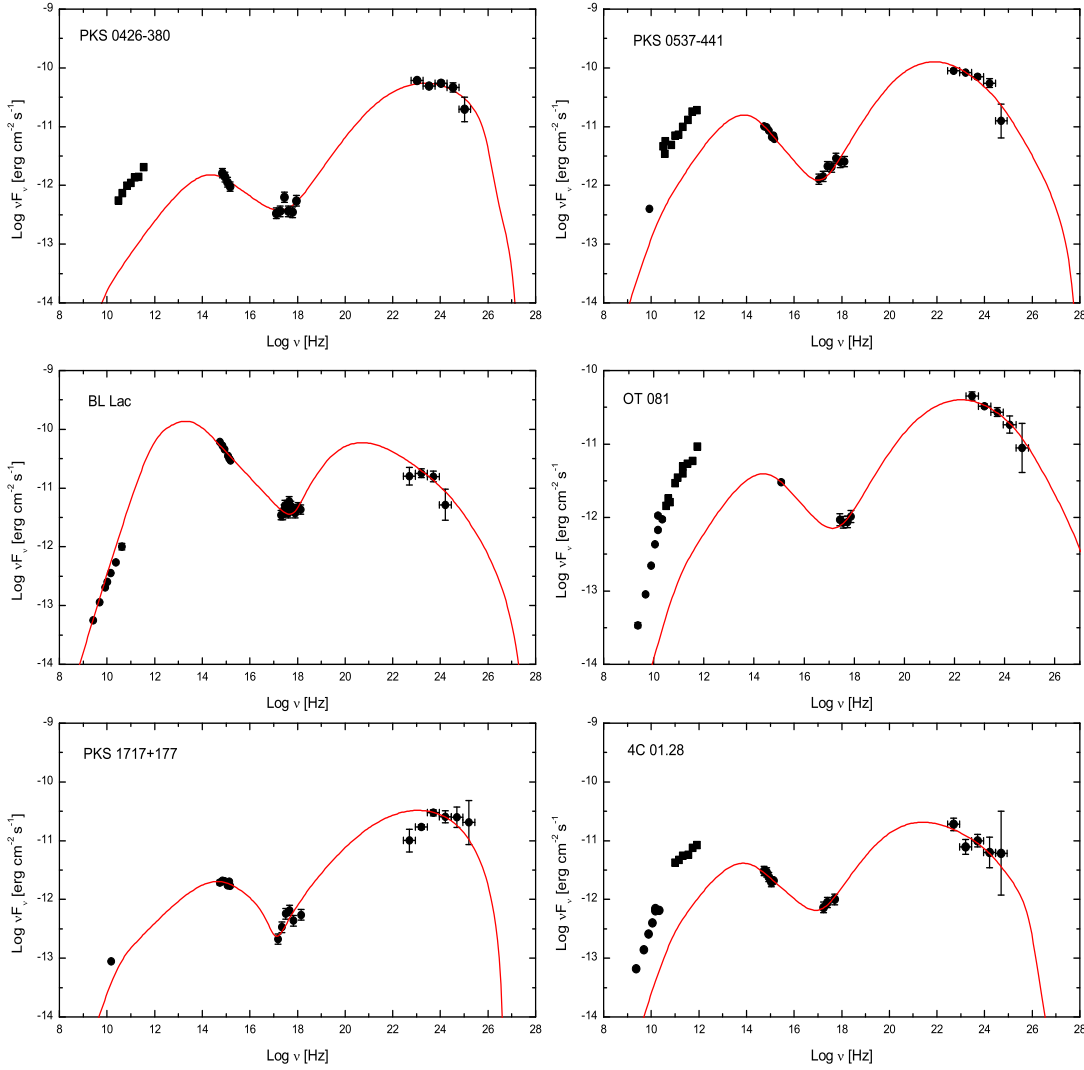 -9 -10 -11 -12 -13 -14
PKS 0426-380
Log νFν [erg cm-2 s-1]
8 10 12 14 16 18 20 22 24 26 28
Log ν [Hz]
-9 -10 -11 -12 -13 -14
PKS 0537-441
Log νFν [erg cm-2 s-1]
8 10 12 14 16 18 20 22 24 26 28
Log ν [Hz]
-9 -10 -11 -12 -13 -14
BL Lac
Log νFν [erg cm-2 s-1]
8 10 12 14 16 18 20 22 24 26 28
Log ν [Hz]
-10 -11 -12 -13 -14
OT 081
Log νFν [erg cm-2 s-1]
8 10 12 14 16 18 20 22 24 26
Log ν [Hz]
-9 -10 -11 -12 -13 -14
PKS 1717+177
Log νFν [erg cm-2 s-1]
8 10 12 14 16 18 20 22 24 26 28
Log ν [Hz]
-9 -10 -11 -12 -13 -14
4C 01.28
Log νFν [erg cm-2 s-1]
8 10 12 14 16 18 20 22 24 26 28
Log ν [Hz]